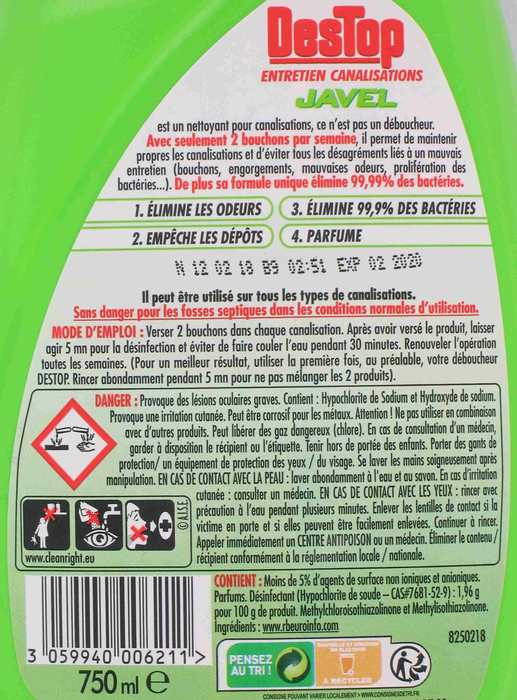 DesTop
ENTRETIEN CANALISATIONS
JAVEL
est un nettoyant pour canalisations, ce n'est pas un déboucheur.
Avec seulement 2 bouchons par semaine, il permet de maintenir
propres les canalisations et d'éviter tous les désagréments liés à un mauvais
entretien (bouchons, engorgements, mauvaises odeurs, prolifération des
bactéries...). De plus sa formule unique élimine 99,99% des bactéries.
1. ÉLIMINE LES ODEURS
3. ÉLIMINE 99,9% DES BACTÉRIES
2. EMPÊCHE LES DÉPÔTS
4. PARFUME
N 12 02 18 B9 02:51 EXP 02 2020
Il peut être utilisé sur tous les types de canalisations.
Sans danger pour les fosses septiques dans les conditions normales d'utilisation.
MODE D'EMPLOI : Verser 2 bouchons dans chaque canalisation. Après avoir versé le produit, laisser
agir 5 mn pour la désinfection et éviter de faire couler l'eau pendant 30 minutes. Renouveler l'opération
toutes les semaines. (Pour un meilleur résultat, utiliser la première fois, au préalable, votre déboucheur
DESTOP. Rincer abondamment pendant 5 mn pour ne pas mélanger les 2 produits).
DANGER : Provoque des lésions oculaires graves. Contient : Hypochlorite de Sodium et Hydroxyde de sodium.
Provoque une irritation cutanée. Peut être corrosif pour les métaux. Attention ! Ne pas utiliser en combinaison
avec d'autres produits. Peut libérer des gaz dangereux (chlore). En cas de consultation d'un médecin,
garder à disposition le récipient ou l'étiquette. Tenir hors de portée des enfants. Porter des gants de
protection/ un équipement de protection des yeux / du visage. Se laver les mains soigneusement après
manipulation. EN CAS DE CONTACT AVEC LA PEAU : laver abondamment à l'eau et au savon. En cas d'irritation
cutanée : consulter un médecin. EN CAS DE CONTACT AVEC LES YEUX : rincer avec
précaution à l'eau pendant plusieurs minutes. Enlever les lentilles de contact si la
victime en porte et si elles peuvent être facilement enlevées. Continuer à rincer.
Appeler immédiatement un CENTRE ANTIPOISON ou un médecin. Éliminer le contenu /
récipient conformément à la réglementation locale / nationale.
© A.I.S.E.
www.cleanright.eu
CONTIENT : Moins de 5% d'agents de surface non ioniques et anioniques.
Parfums. Désinfectant (Hypochlorite de soude – CAS#7681-52-9) : 1,96 g
pour 100 g de produit. Methylchloroisothiazolinone et Methylisothiazolinone.
Ingrédients : www.rbeuroinfo.com
8250218
3 059940 006211 >
750 ml e
PENSEZ
AU TRI !
BOUTEILLE ET BOUCHON
DE PLASTIQUE
À RECYCLER
CONSIGNE POUVANT VARIER LOCALEMENT > WWW.CONSIGNESDETRI.FR